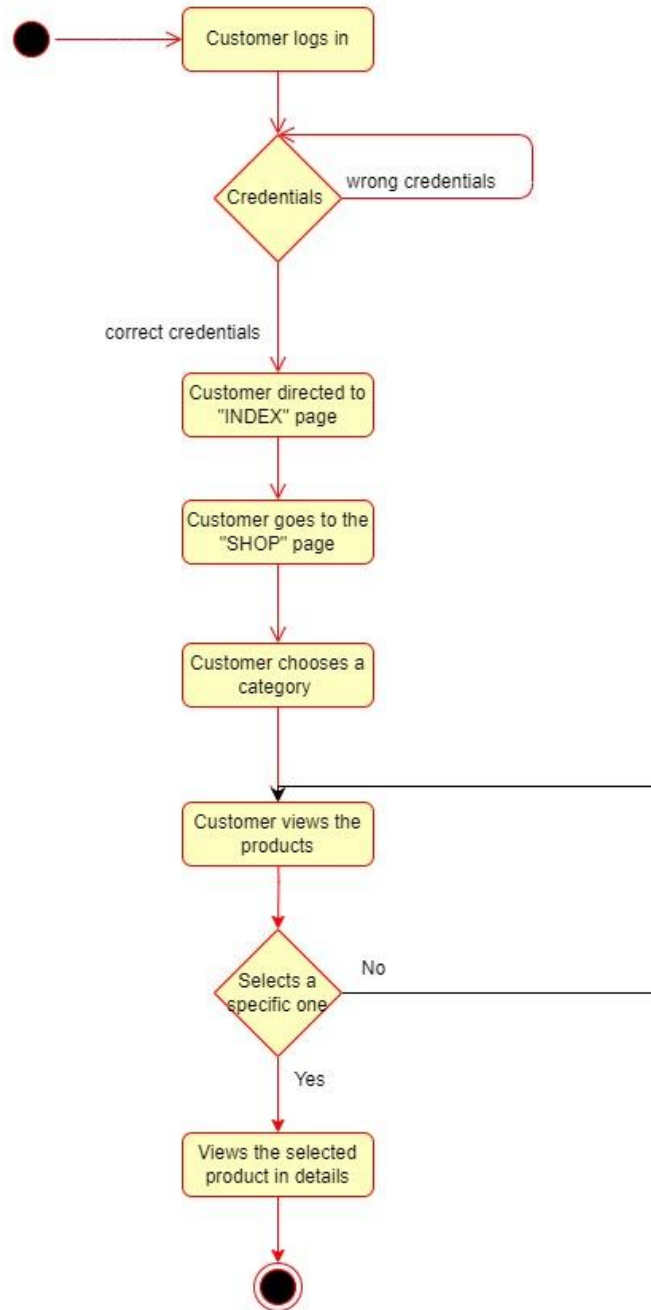 Customer logs in
Credentials
wrong credentials
correct credentials
Customer directed to
"INDEX" page
Customer goes to the
"SHOP" page
Customer chooses a
category
Customer views the
products
Selects a
specific one
No
Yes
Views the selected
product in details